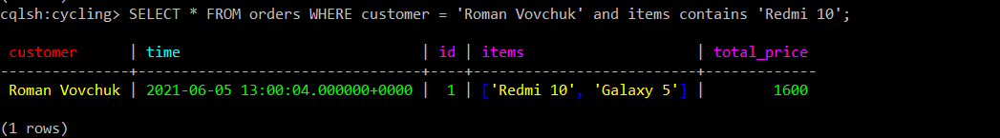 cqlsh:cycling> SELECT * FROM orders WHERE customer = 'Roman Vovchuk' and items contains 'Redmi 10';
customer | time | id | items | total_price
---------------+---------------------------------+----+-------------------------+-------------
Roman Vovchuk | 2021-06-05 13:00:04.000000+0000 | 1 | ['Redmi 10', 'Galaxy 5'] | 1600
(1 rows)